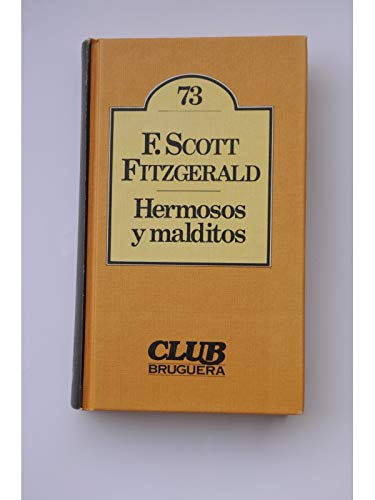 73
F. SCOTT
FITZGERALD
Hermosos
y malditos
CLUB
BRUGUERA